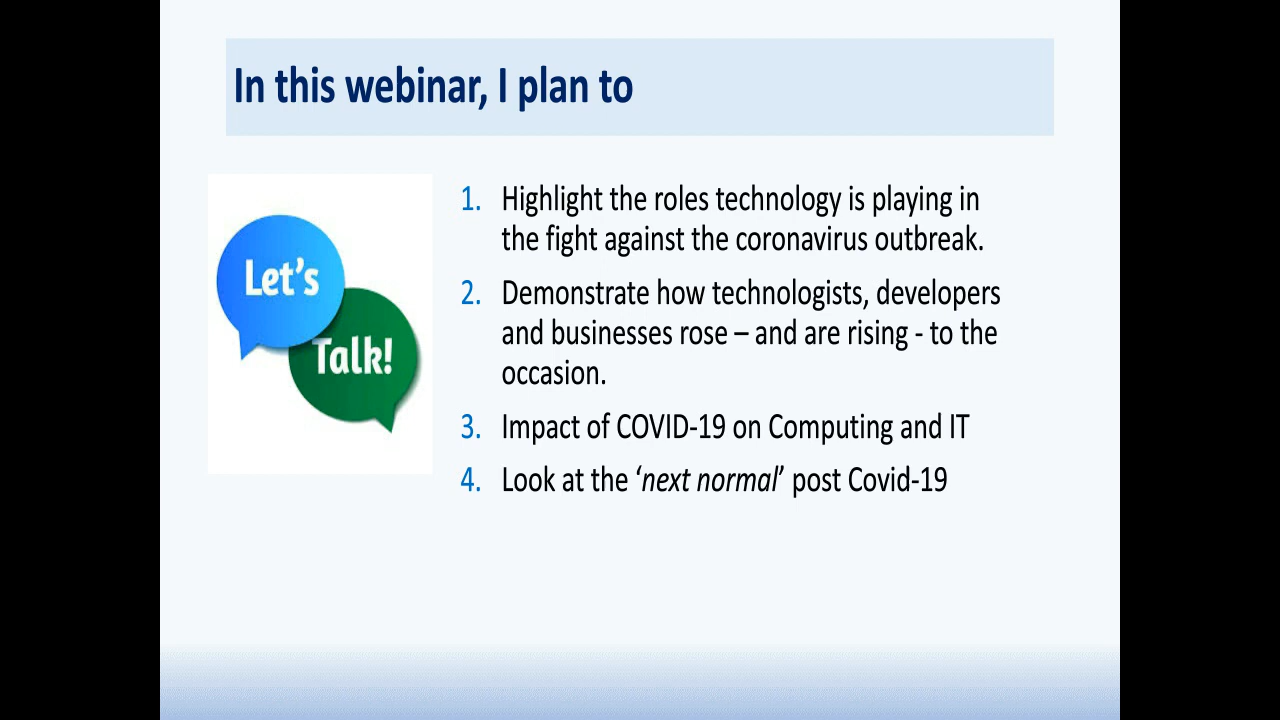 In this webinar, I plan to
Let's
Talk!
1. Highlight the roles technology is playing in
the fight against the coronavirus outbreak.
2. Demonstrate how technologists, developers
and businesses rose – and are rising - to the
occasion.
3. Impact of COVID-19 on Computing and IT
4. Look at the ‘next normal’ post Covid-19